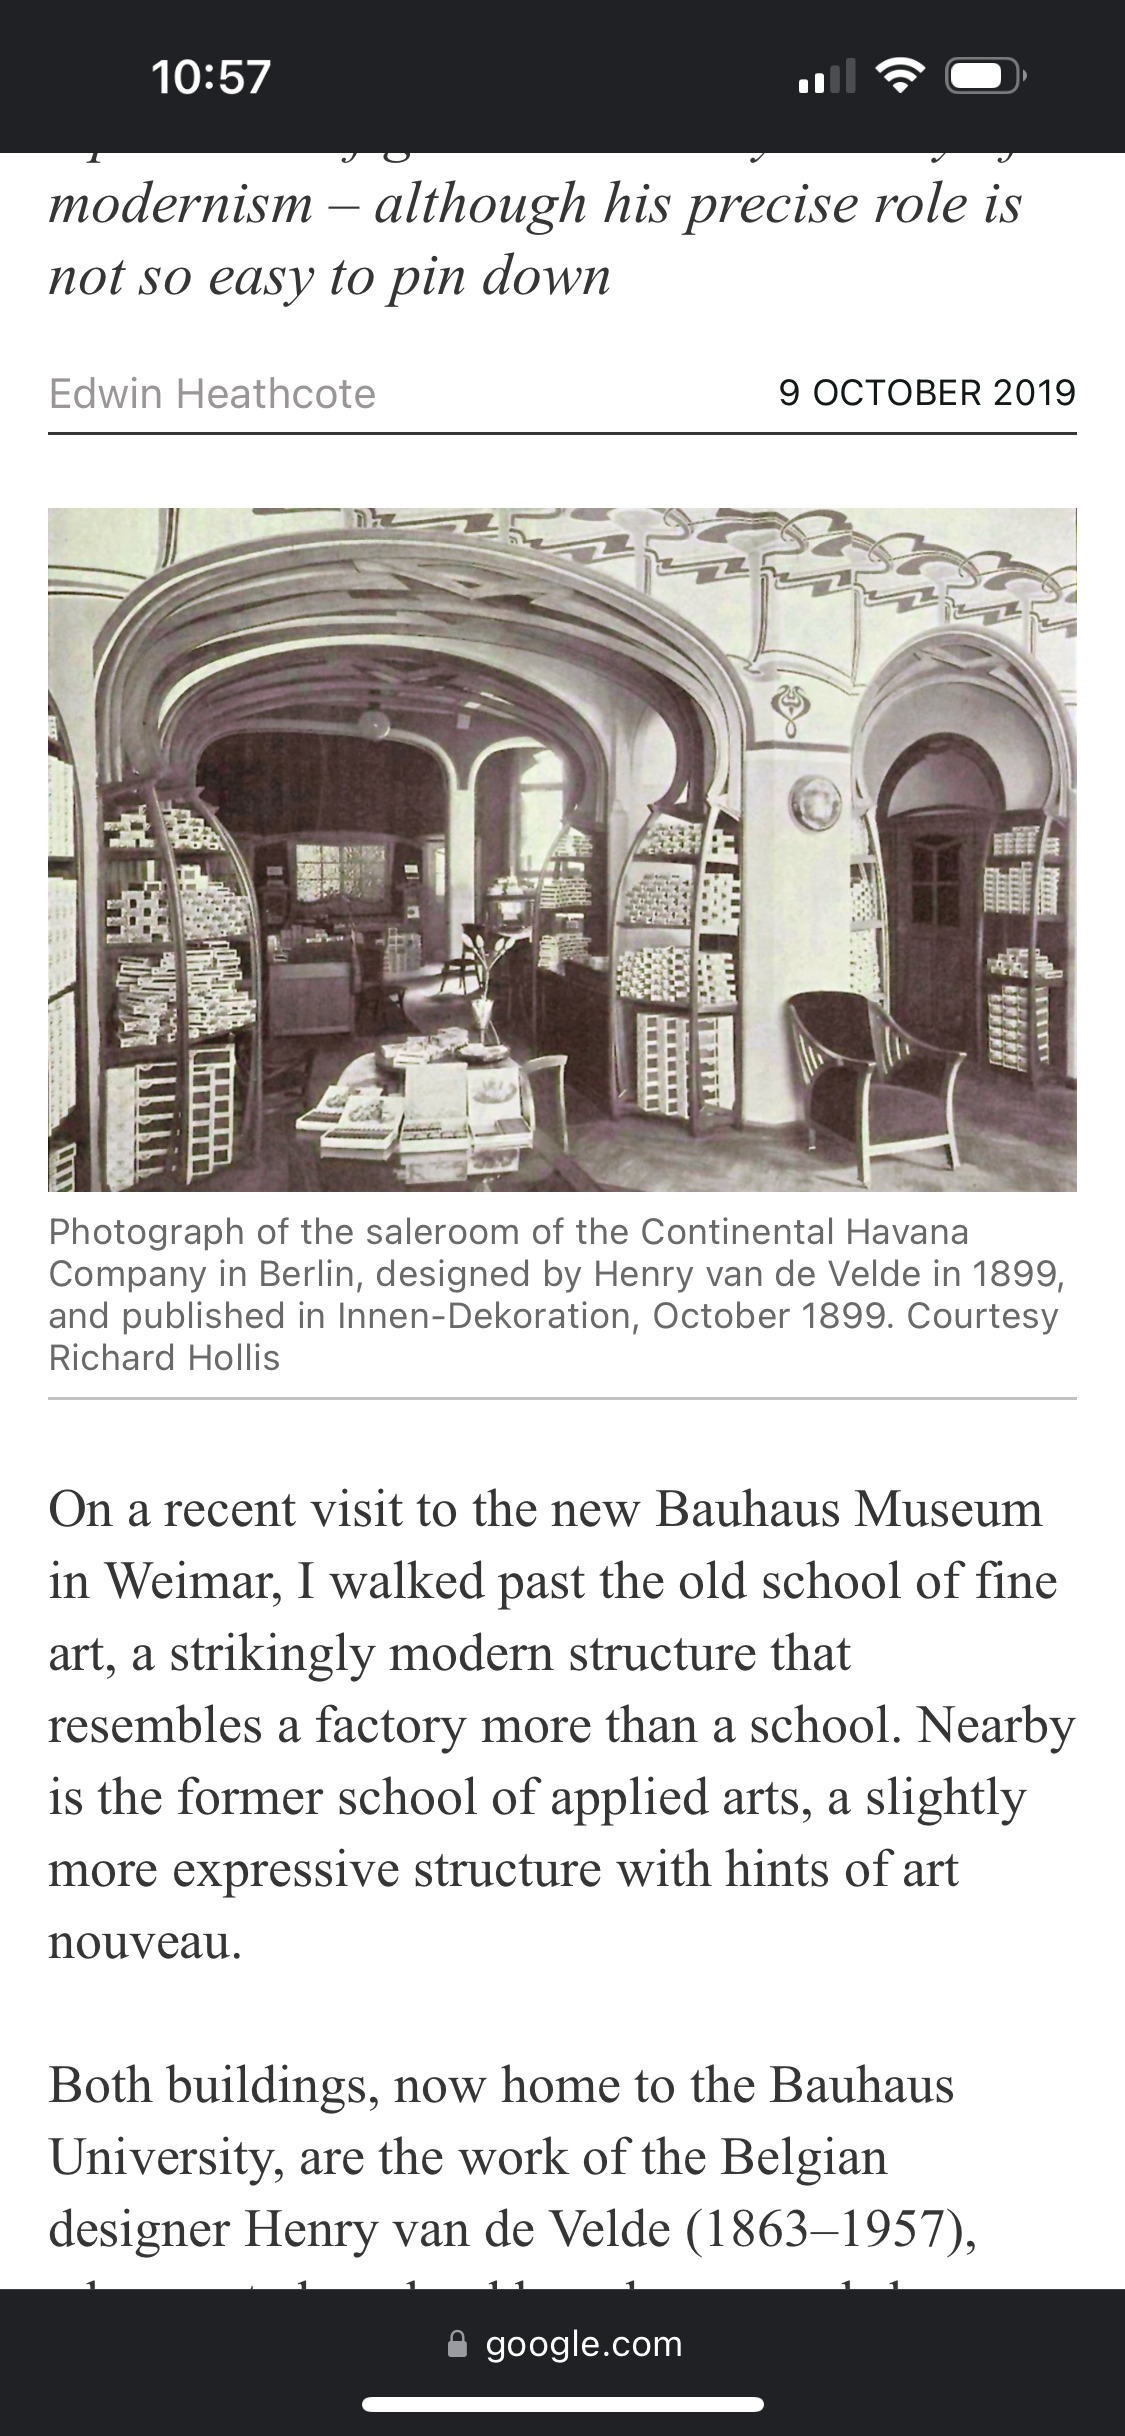 10:57
modernism – although his precise role is
not so easy to pin down
Edwin Heathcote
9 OCTOBER 2019
Photograph of the saleroom of the Continental Havana
Company in Berlin, designed by Henry van de Velde in 1899,
and published in Innen-Dekoration, October 1899. Courtesy
Richard Hollis
On a recent visit to the new Bauhaus Museum
in Weimar, I walked past the old school of fine
art, a strikingly modern structure that
resembles a factory more than a school. Nearby
is the former school of applied arts, a slightly
more expressive structure with hints of art
nouveau.
Both buildings, now home to the Bauhaus
University, are the work of the Belgian
designer Henry van de Velde (1863–1957),
google.com